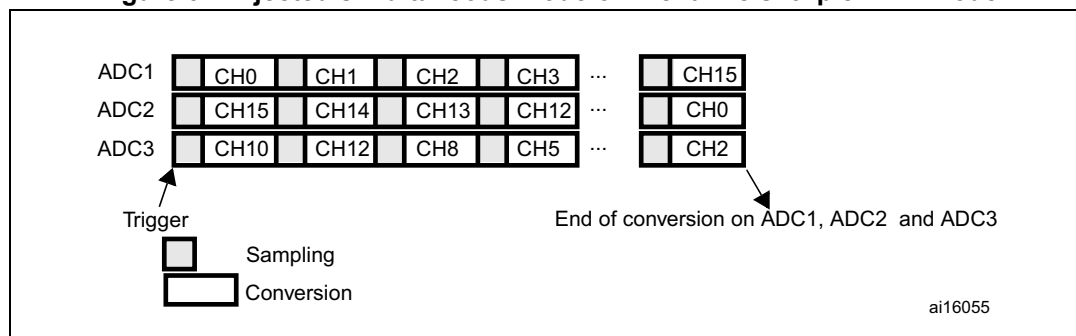 ADC1 CH0 CH1 CH2 CH3 ... CH15
ADC2 CH15 CH14 CH13 CH12 ... CH0
ADC3 CH10 CH12 CH8 CH5 ... CH2
Trigger
End of conversion on ADC1, ADC2 and ADC3
Sampling
Conversion
ai16055